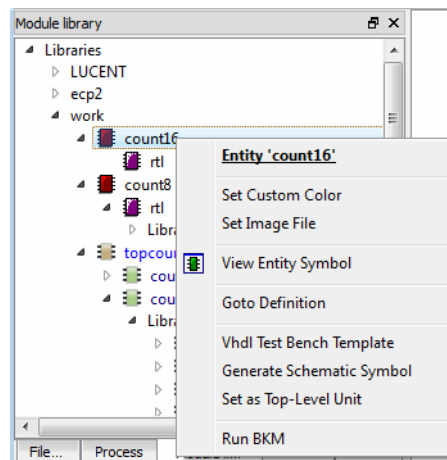 Module library
Libraries
LUCENT
ecp2
work
count16
rtl
count8
rtl
Libra
topcoun
cou
cou
Libra
Entity 'count16'
Set Custom Color
Set Image File
View Entity Symbol
Goto Definition
Vhdl Test Bench Template
Generate Schematic Symbol
Set as Top-Level Unit
Run BKM
File... Process